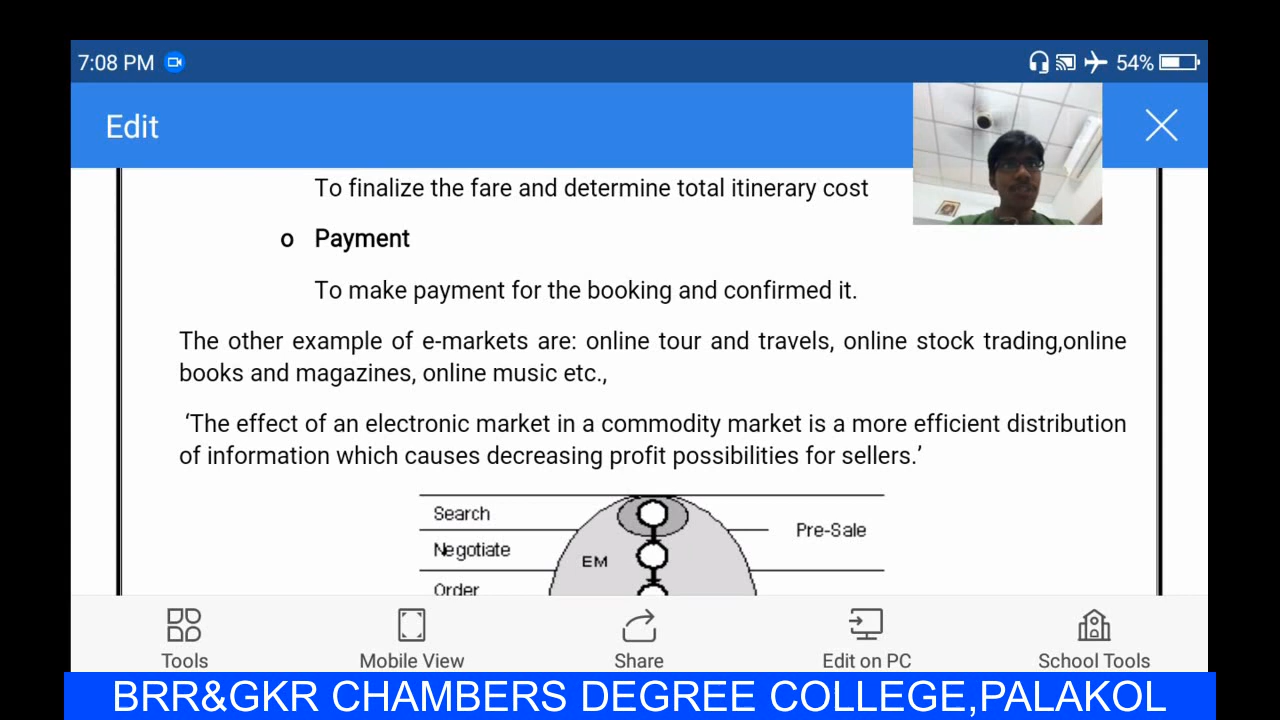 7:08 PM
54%
Edit
To finalize the fare and determine total itinerary cost
o Payment
To make payment for the booking and confirmed it.
The other example of e-markets are: online tour and travels, online stock trading,online
books and magazines, online music etc.,
‘The effect of an electronic market in a commodity market is a more efficient distribution
of information which causes decreasing profit possibilities for sellers.’
Search
Pre-Sale
Negotiate
EM
Order
Tools
Mobile View
Share
Edit on PC
School Tools
BRR&GKR CHAMBERS DEGREE COLLEGE,PALAKOL